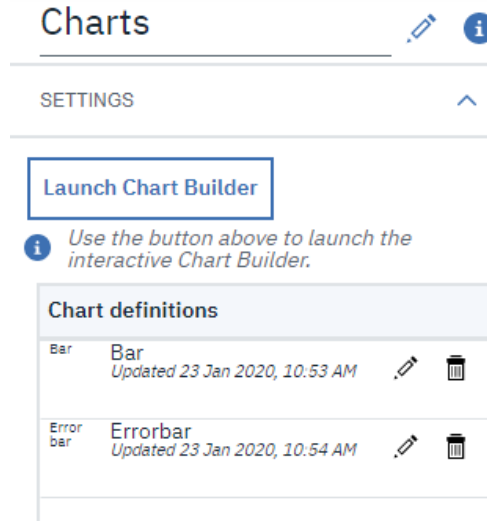 Charts
SETTINGS
Launch Chart Builder
Use the button above to launch the
interactive Chart Builder.
Chart definitions
Bar
Bar
Updated 23 Jan 2020, 10:53 AM
Error
bar
Errorbar
Updated 23 Jan 2020, 10:54 AM